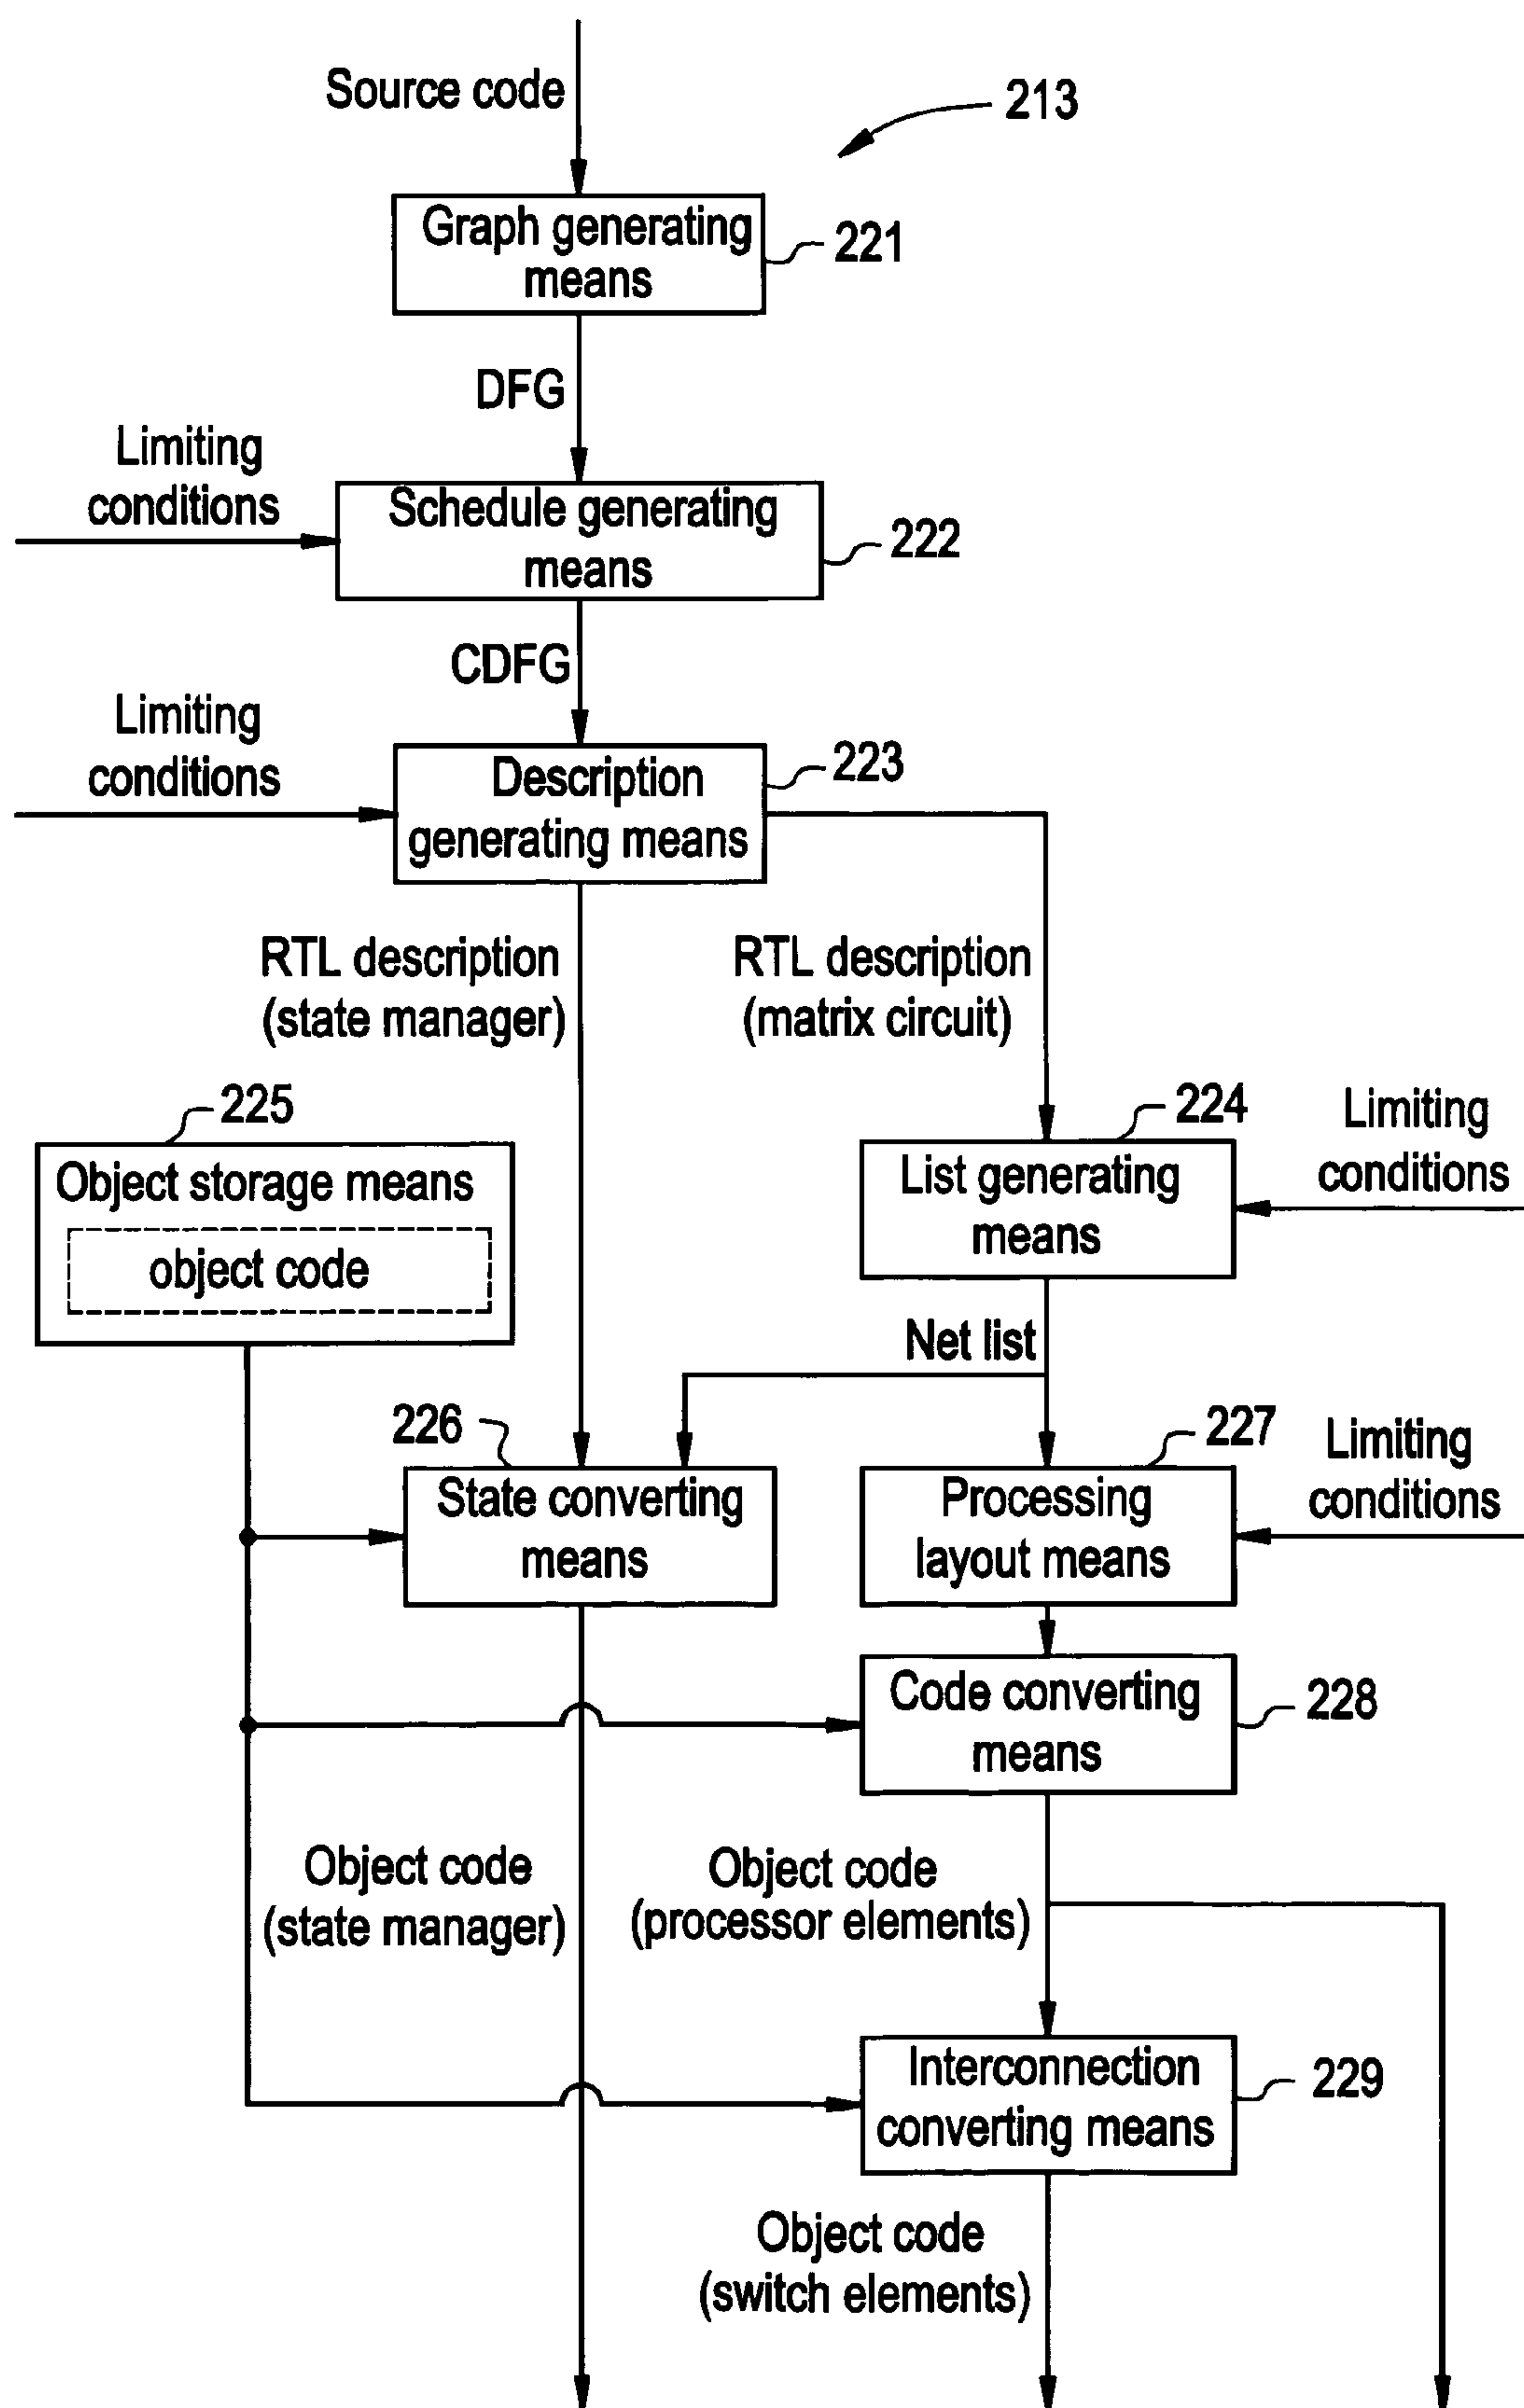 Source code
213
Graph generating
means
221
DFG
Limiting
conditions
Schedule generating
means
222
CDFG
Limiting
conditions
Description
generating means
223
RTL description
(state manager)
RTL description
(matrix circuit)
225
Object storage means
object code
224
List generating
means
Limiting
conditions
Net list
226
State converting
means
227
Processing
layout means
Limiting
conditions
Code converting
means
228
Object code
(state manager)
Object code
(processor elements)
Interconnection
converting means
229
Object code
(switch elements)